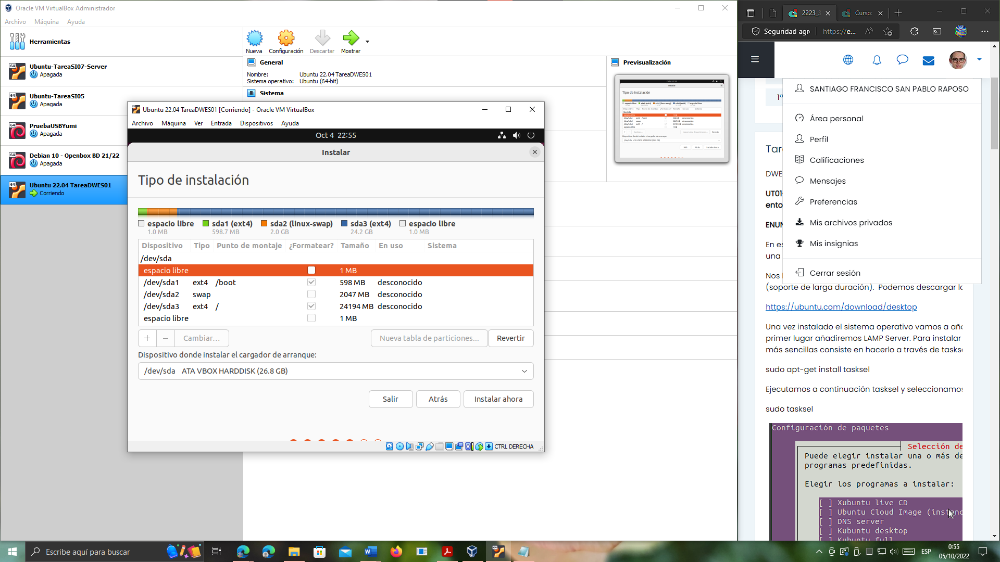 Oracle VM VirtualBox Administrador
Archivo Máquina Ayuda
Herramientas
Ubuntu-TareaSI07-Server
Apagada
Ubuntu-TareaSI05
Apagada
PruebaUSBYumi
Apagada
Debian 10 - Openbox BD 21/22
Apagada
Ubuntu 22.04 TareaDWES01
Corriendo
Nueva Configuración Descartar Mostrar
General
Nombre: Ubuntu 22.04 TareaDWES01
Sistema operativo: Ubuntu (64-bit)
Sistema
Previsualización
Ubuntu 22.04 TareaDWES01 [Corriendo] - Oracle VM VirtualBox
Archivo Máquina Ver Entrada Dispositivos Ayuda
Oct 4 22:55
Instalar
Tipo de instalación
espacio libre sda1 (ext4) sda2 (linux-swap) sda3 (ext4) espacio libre
1.0 MB 598.7 MB 2.0 GB 24.2 GB 1.0 MB
Dispositivo Tipo Punto de montaje ¿Formatear? Tamaño En uso Sistema
/dev/sda
espacio libre 1 MB
/dev/sda1 ext4 /boot 598 MB desconocido
/dev/sda2 swap 2047 MB desconocido
/dev/sda3 ext4 / 24194 MB desconocido
espacio libre 1 MB
+ − Cambiar... Nueva tabla de particiones... Revertir
Dispositivo donde instalar el cargador de arranque:
/dev/sda ATA VBOX HARDDISK (26.8 GB)
Salir Atrás Instalar ahora
CTRL DERECHA
2223_ Curso:
Seguridad agr https://e...
SANTIAGO FRANCISCO SAN PABLO RAPOSO
Área personal
Perfil
Calificaciones
Mensajes
Preferencias
Mis archivos privados
Mis insignias
Cerrar sesión
1ª
Tar
DWE
UT01
ento
ENUN
En es
una
Nos
(soporte de larga duración). Podemos descargar la
https://ubuntu.com/download/desktop
Una vez instalado el sistema operativo vamos a aña
primer lugar añadiremos LAMP Server. Para instalar
más sencillas consiste en hacerlo a través de taskse
sudo apt-get install tasksel
Ejecutamos a continuación tasksel y seleccionamos
sudo tasksel
Configuración de paquetes
Selección de
Puede elegir instalar una o más de
programas predefinidas.
Elegir los programas a instalar:
[ ] Xubuntu live CD
[ ] Ubuntu Cloud Image (instanc
[ ] DNS server
[ ] Kubuntu desktop
[ ] Kubuntu full
Escribe aquí para buscar
ESP
0:55
05/10/2022